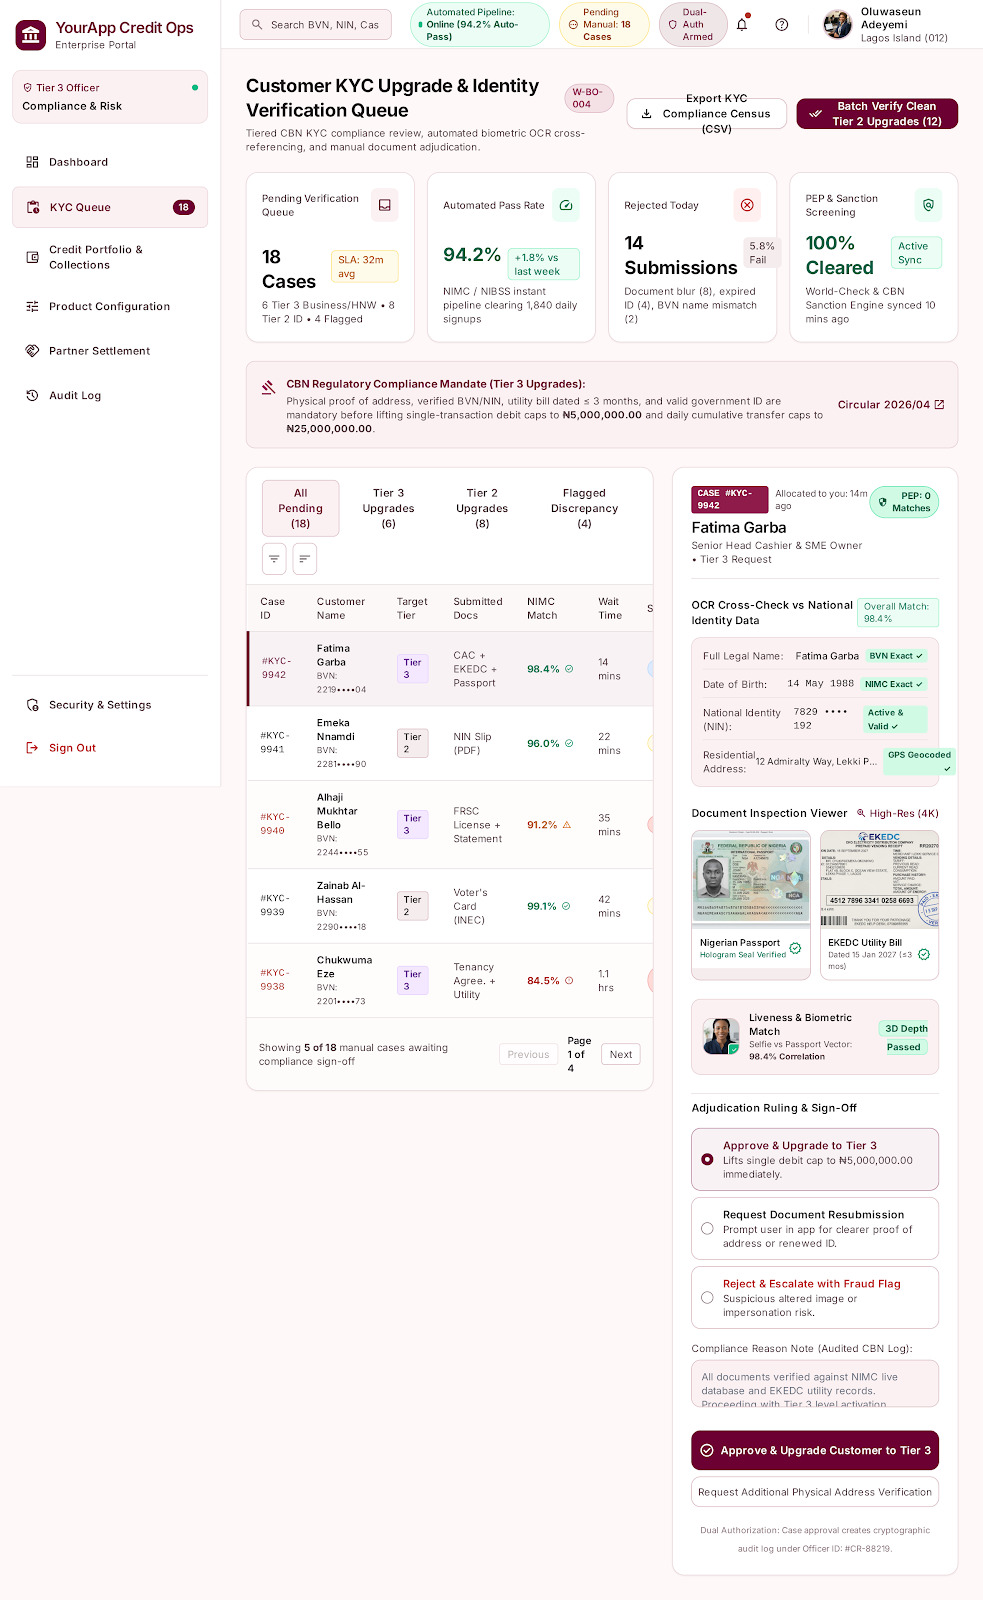 YourApp Credit Ops
Enterprise Portal
Tier 3 Officer
Compliance & Risk
Dashboard
KYC Queue
18
Credit Portfolio &
Collections
Product Configuration
Partner Settlement
Audit Log
Security & Settings
Sign Out
Search BVN, NIN, Cas
Automated Pipeline:
Online (94.2% Auto-
Pass)
Pending
Manual: 18
Cases
Dual-
Auth
Armed
Oluwaseun
Adeyemi
Lagos Island (012)
Customer KYC Upgrade & Identity
Verification Queue
W-BO-
004
Tiered CBN KYC compliance review, automated biometric OCR cross-
referencing, and manual document adjudication.
Export KYC
Compliance Census
(CSV)
Batch Verify Clean
Tier 2 Upgrades (12)
Pending Verification
Queue
18
Cases
SLA: 32m
avg
6 Tier 3 Business/HNW • 8
Tier 2 ID • 4 Flagged
Automated Pass Rate
94.2%
+1.8% vs
last week
NIMC / NIBSS instant
pipeline clearing 1,840 daily
signups
Rejected Today
14
Submissions
5.8%
Fail
Document blur (8), expired
ID (4), BVN name mismatch
(2)
PEP & Sanction
Screening
100%
Cleared
Active
Sync
World-Check & CBN
Sanction Engine synced 10
mins ago
CBN Regulatory Compliance Mandate (Tier 3 Upgrades):
Physical proof of address, verified BVN/NIN, utility bill dated ≤ 3 months, and valid government ID are
mandatory before lifting single-transaction debit caps to ₦5,000,000.00 and daily cumulative transfer caps to
₦25,000,000.00.
Circular 2026/04
All
Pending
(18)
Tier 3
Upgrades
(6)
Tier 2
Upgrades
(8)
Flagged
Discrepancy
(4)
Case
ID
Customer
Name
Target
Tier
Submitted
Docs
NIMC
Match
Wait
Time
S
#KYC-
9942
Fatima
Garba
BVN:
2219••••04
Tier
3
CAC +
EKEDC +
Passport
98.4%
14
mins
#KYC-
9941
Emeka
Nnamdi
BVN:
2281••••90
Tier
2
NIN Slip
(PDF)
96.0%
22
mins
#KYC-
9940
Alhaji
Mukhtar
Bello
BVN:
2244••••55
Tier
3
FRSC
License +
Statement
91.2%
35
mins
#KYC-
9939
Zainab Al-
Hassan
BVN:
2290••••18
Tier
2
Voter's
Card
(INEC)
99.1%
42
mins
#KYC-
9938
Chukwuma
Eze
BVN:
2201••••73
Tier
3
Tenancy
Agree. +
Utility
84.5%
1.1
hrs
Showing 5 of 18 manual cases awaiting
compliance sign-off
Previous
Page
1 of
4
Next
CASE #KYC-
9942
Allocated to you: 14m
ago
PEP: 0
Matches
Fatima Garba
Senior Head Cashier & SME Owner
• Tier 3 Request
OCR Cross-Check vs National
Identity Data
Overall Match:
98.4%
Full Legal Name:
Fatima Garba
BVN Exact ✓
Date of Birth:
14 May 1988
NIMC Exact ✓
National Identity
(NIN):
7829 ••••
192
Active &
Valid ✓
Residential
Address:
12 Admiralty Way, Lekki P...
GPS Geocoded
✓
Document Inspection Viewer
High-Res (4K)
FEDERAL REPUBLIC OF NIGERIA
EKEDC
4512 7896 3341 0258 6693
Nigerian Passport
Hologram Seal Verified
EKEDC Utility Bill
Dated 15 Jan 2027 (≤3
mos)
Liveness & Biometric
Match
Selfie vs Passport Vector:
98.4% Correlation
3D Depth
Passed
Adjudication Ruling & Sign-Off
Approve & Upgrade to Tier 3
Lifts single debit cap to ₦5,000,000.00
immediately.
Request Document Resubmission
Prompt user in app for clearer proof of
address or renewed ID.
Reject & Escalate with Fraud Flag
Suspicious altered image or
impersonation risk.
Compliance Reason Note (Audited CBN Log):
All documents verified against NIMC live
database and EKEDC utility records.
Proceeding with Tier 3 level activation
Approve & Upgrade Customer to Tier 3
Request Additional Physical Address Verification
Dual Authorization: Case approval creates cryptographic
audit log under Officer ID: #CR-88219.